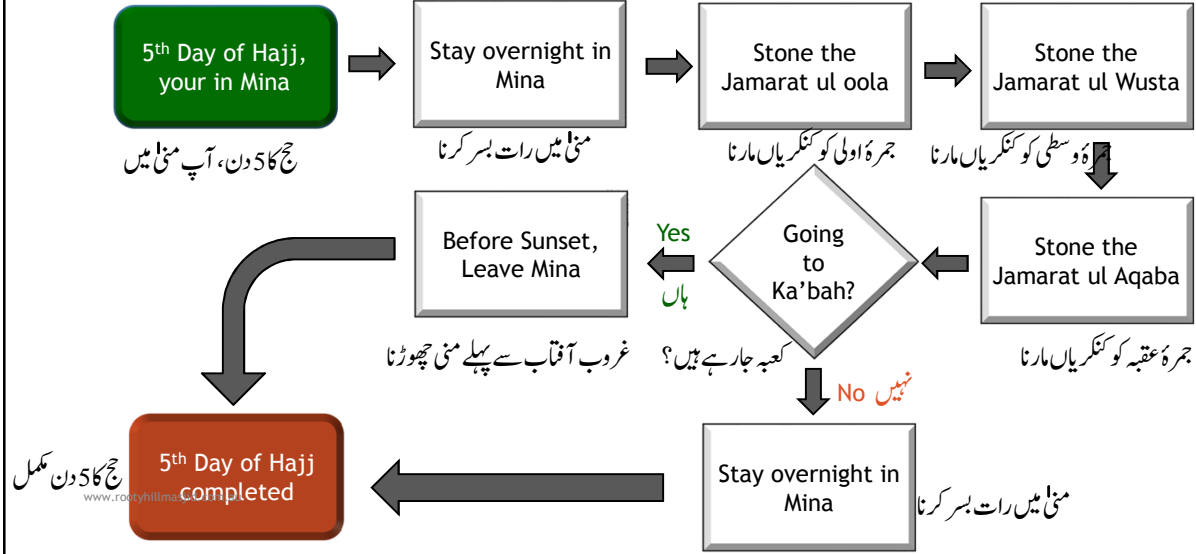 5th Day of Hajj,
your in Mina
حج کا 5 دن، آپ منیٰ میں
Stay overnight in
Mina
منیٰ میں رات بسر کرنا
Stone the
Jamarat ul oola
جمرۂ اولی کو کنکریاں مارنا
Stone the
Jamarat ul Wusta
جمرۂ وسطی کو کنکریاں مارنا
Stone the
Jamarat ul Aqaba
جمرۂ عقبہ کو کنکریاں مارنا
Going
to
Ka'bah?
کعبہ جا رہے ہیں؟
Yes
ہاں
Before Sunset,
Leave Mina
غروب آفتاب سے پہلے منی چھوڑنا
No نہیں
Stay overnight in
Mina
منیٰ میں رات بسر کرنا
5th Day of Hajj
completed
حج کا 5 دن مکمل